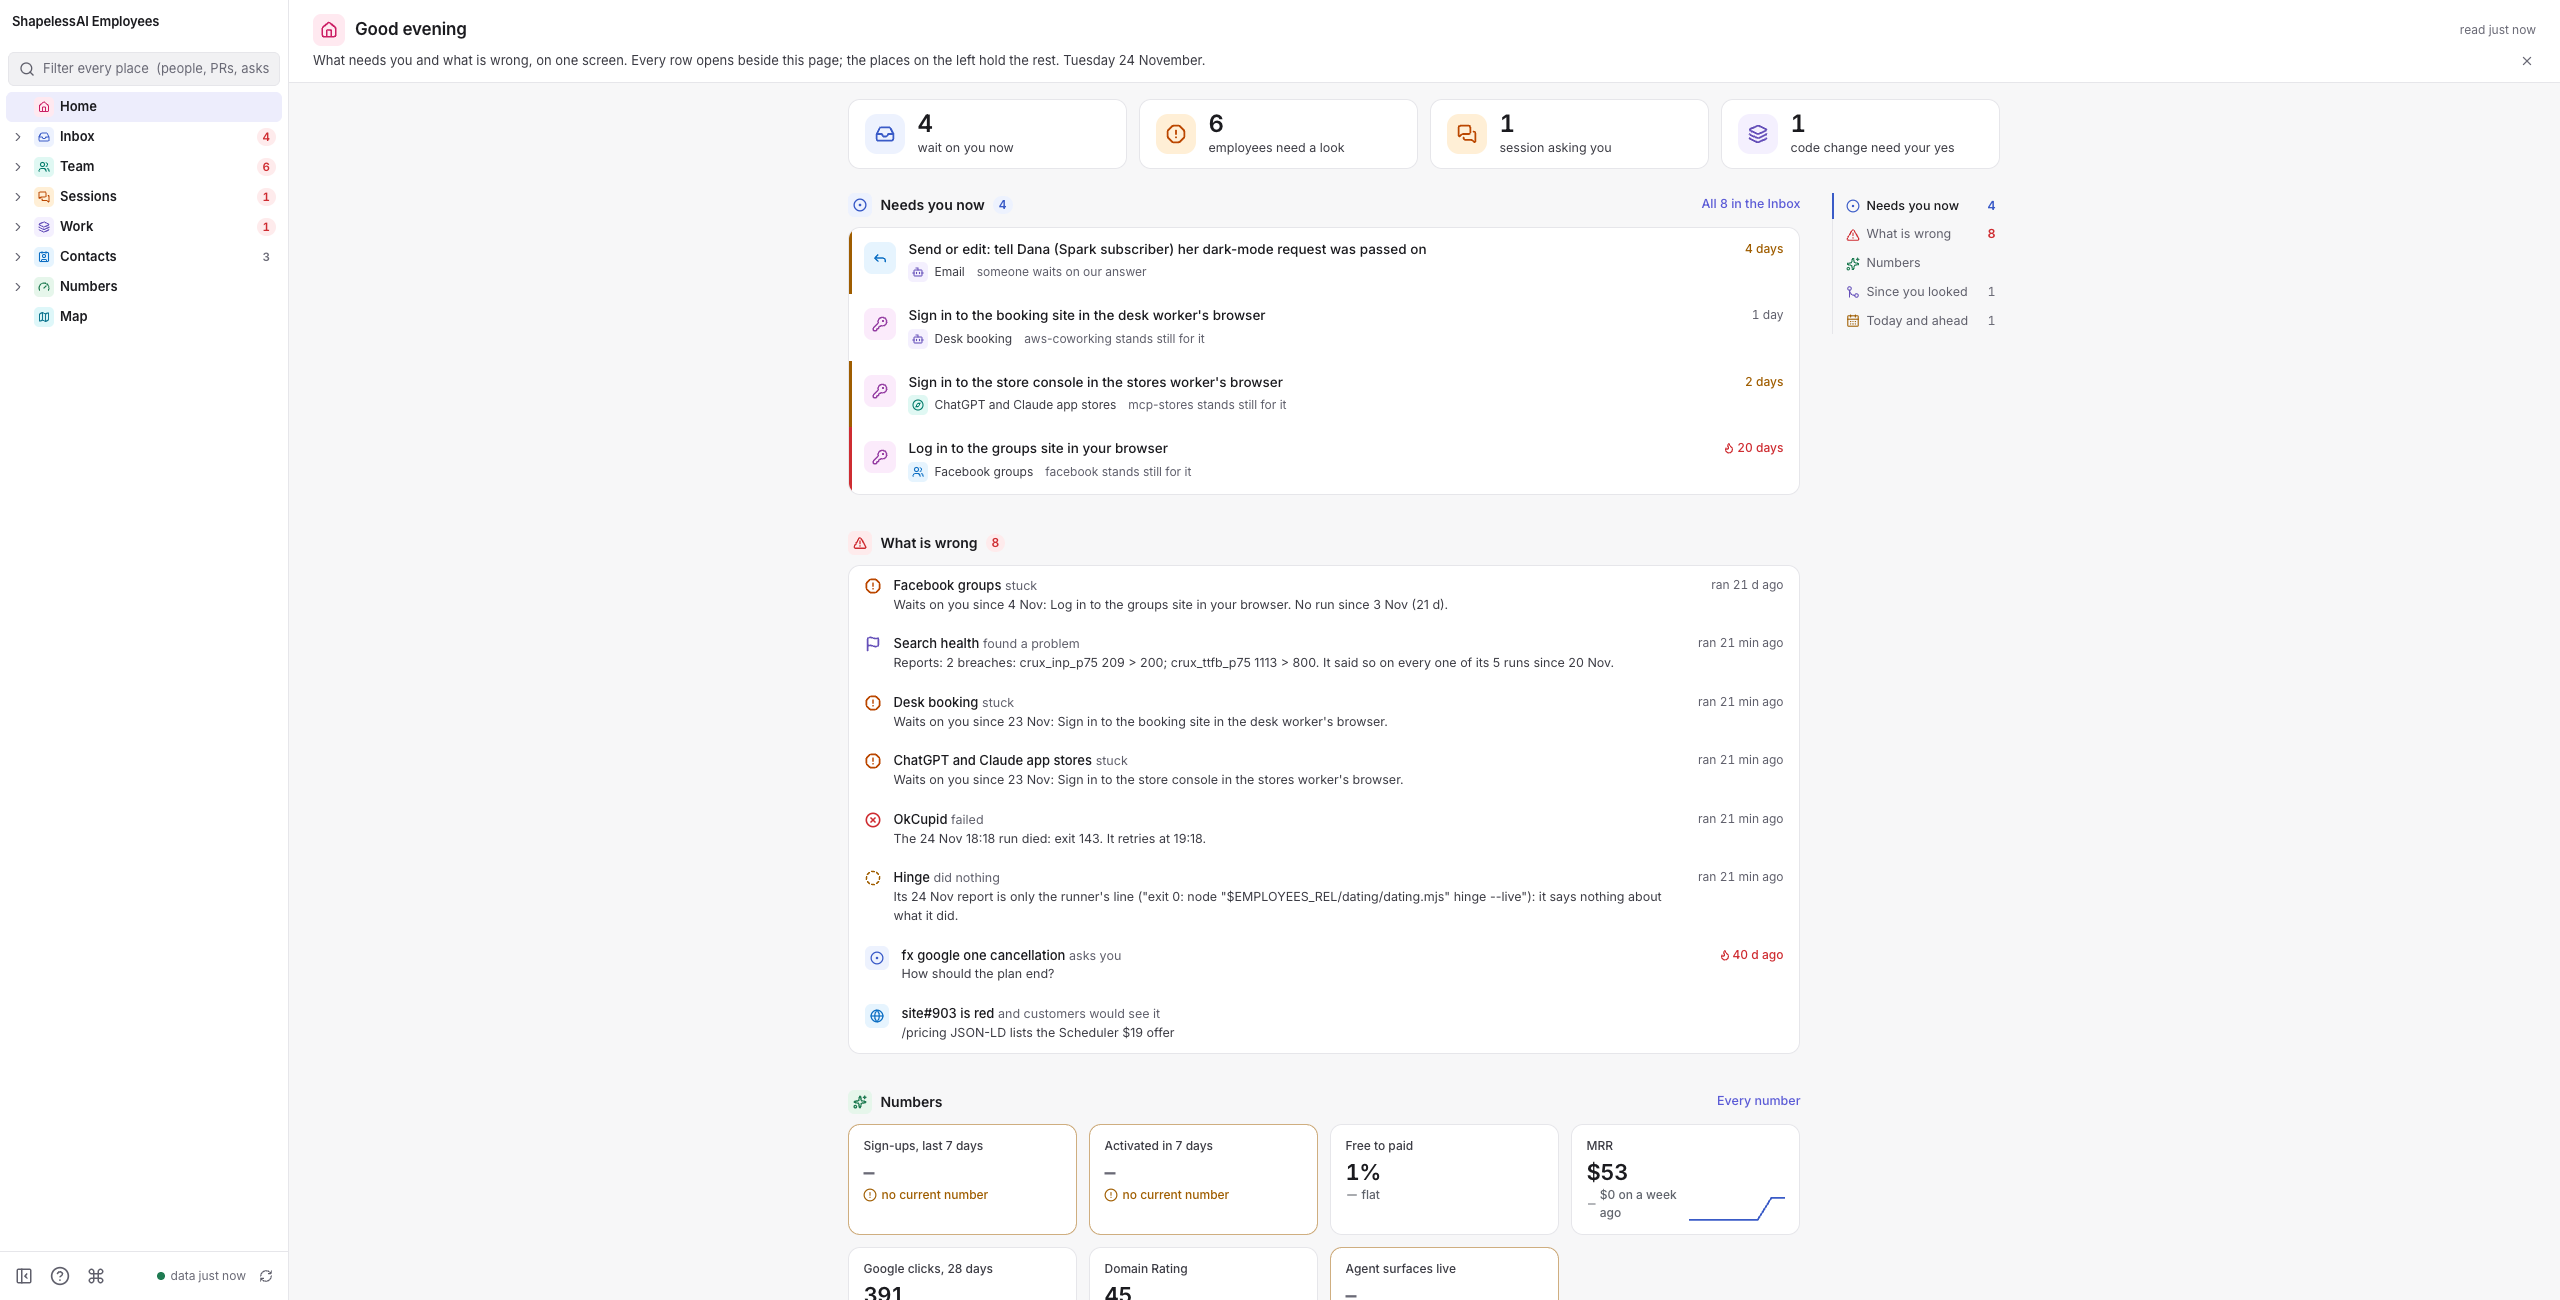 ShapelessAI Employees
Filter every place (people, PRs, asks
Home
Inbox 4
Team 6
Sessions 1
Work 1
Contacts 3
Numbers
Map
data just now
Good evening
read just now
What needs you and what is wrong, on one screen. Every row opens beside this page; the places on the left hold the rest. Tuesday 24 November.
4
wait on you now
6
employees need a look
1
session asking you
1
code change need your yes
Needs you now 4
All 8 in the Inbox
Send or edit: tell Dana (Spark subscriber) her dark-mode request was passed on
4 days
Email someone waits on our answer
Sign in to the booking site in the desk worker's browser
1 day
Desk booking aws-coworking stands still for it
Sign in to the store console in the stores worker's browser
2 days
ChatGPT and Claude app stores mcp-stores stands still for it
Log in to the groups site in your browser
20 days
Facebook groups facebook stands still for it
Needs you now 4
What is wrong 8
Numbers
Since you looked 1
Today and ahead 1
What is wrong 8
Facebook groups stuck
ran 21 d ago
Waits on you since 4 Nov: Log in to the groups site in your browser. No run since 3 Nov (21 d).
Search health found a problem
ran 21 min ago
Reports: 2 breaches: crux_inp_p75 209 > 200; crux_ttfb_p75 1113 > 800. It said so on every one of its 5 runs since 20 Nov.
Desk booking stuck
ran 21 min ago
Waits on you since 23 Nov: Sign in to the booking site in the desk worker's browser.
ChatGPT and Claude app stores stuck
ran 21 min ago
Waits on you since 23 Nov: Sign in to the store console in the stores worker's browser.
OkCupid failed
ran 21 min ago
The 24 Nov 18:18 run died: exit 143. It retries at 19:18.
Hinge did nothing
ran 21 min ago
Its 24 Nov report is only the runner's line ("exit 0: node "$EMPLOYEES_REL/dating/dating.mjs" hinge --live"): it says nothing about
what it did.
fx google one cancellation asks you
40 d ago
How should the plan end?
site#903 is red and customers would see it
/pricing JSON-LD lists the Scheduler $19 offer
Numbers
Every number
Sign-ups, last 7 days
–
no current number
Activated in 7 days
–
no current number
Free to paid
1%
– flat
MRR
$53
– $0 on a week
ago
Google clicks, 28 days
391
Domain Rating
45
Agent surfaces live
–